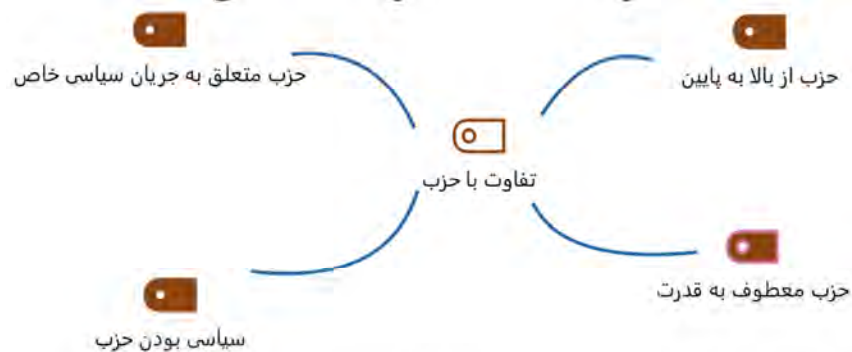 حزب از بالا به پایین
حزب متعلق به جریان سیاسی خاص
تفاوت با حزب
حزب معطوف به قدرت
سیاسی بودن حزب